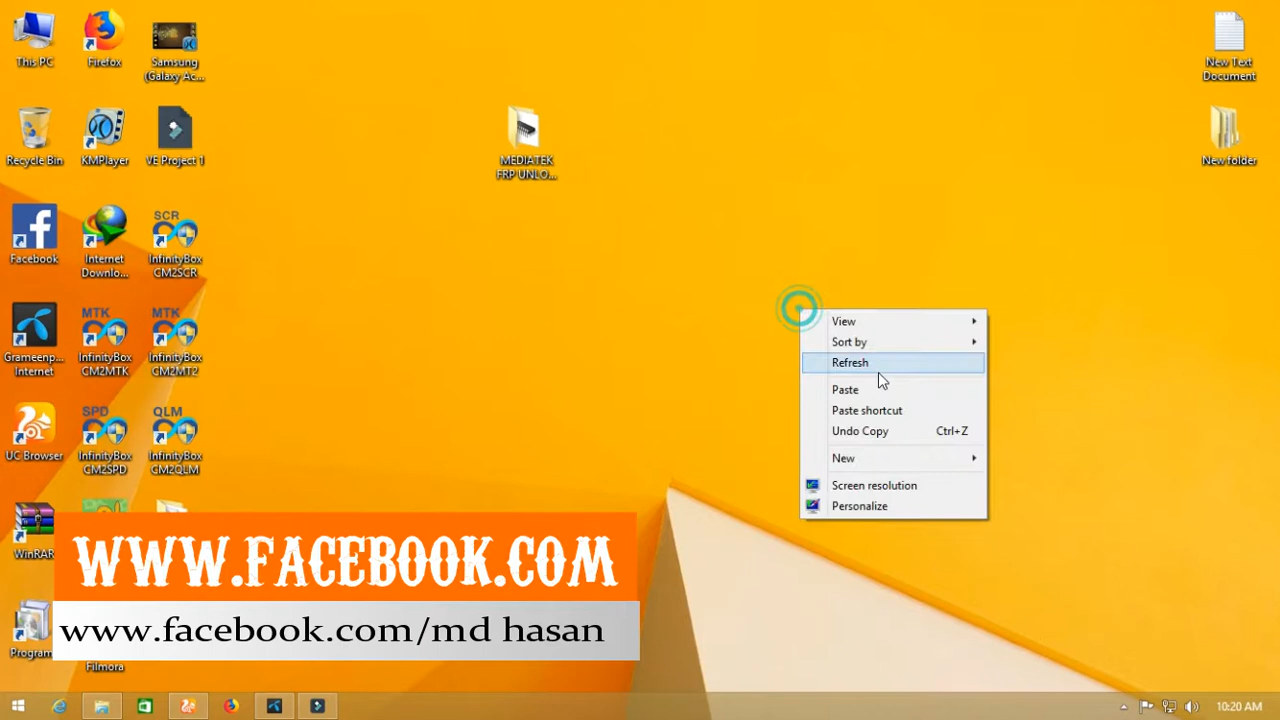 This PC
Firefox
Samsung
(Galaxy Ac...
Recycle Bin
KMPlayer
VE Project 1
MEDIATEK
FRP UNLO...
New Text
Document
New folder
Facebook
Internet
Downlo...
SCR
InfinityBox
CM2SCR
Grameenp...
Internet
MTK
InfinityBox
CM2MTK
MTK
InfinityBox
CM2MT2
UC Browser
SPD
InfinityBox
CM2SPD
QLM
InfinityBox
CM2QLM
WinRAR
Program
Filmora
View
Sort by
Refresh
Paste
Paste shortcut
Undo Copy Ctrl+Z
New
Screen resolution
Personalize
WWW.FACEBOOK.COM
www.facebook.com/md hasan
10:20 AM